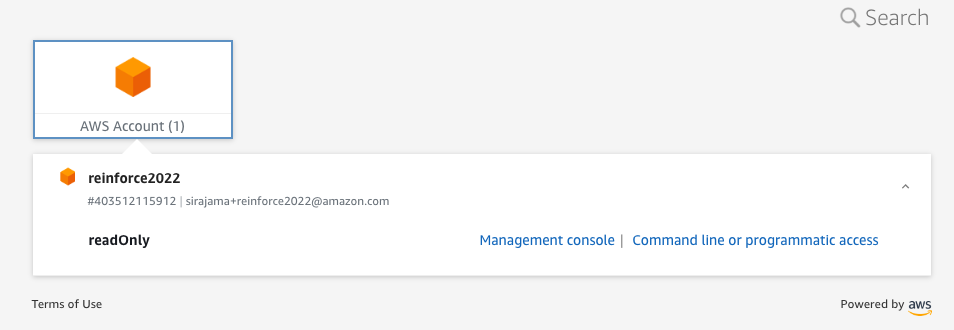 Search
AWS Account (1)
reinforce2022
#403512115912 | sirajama+reinforce2022@amazon.com
readOnly Management console | Command line or programmatic access
Terms of Use Powered by aws